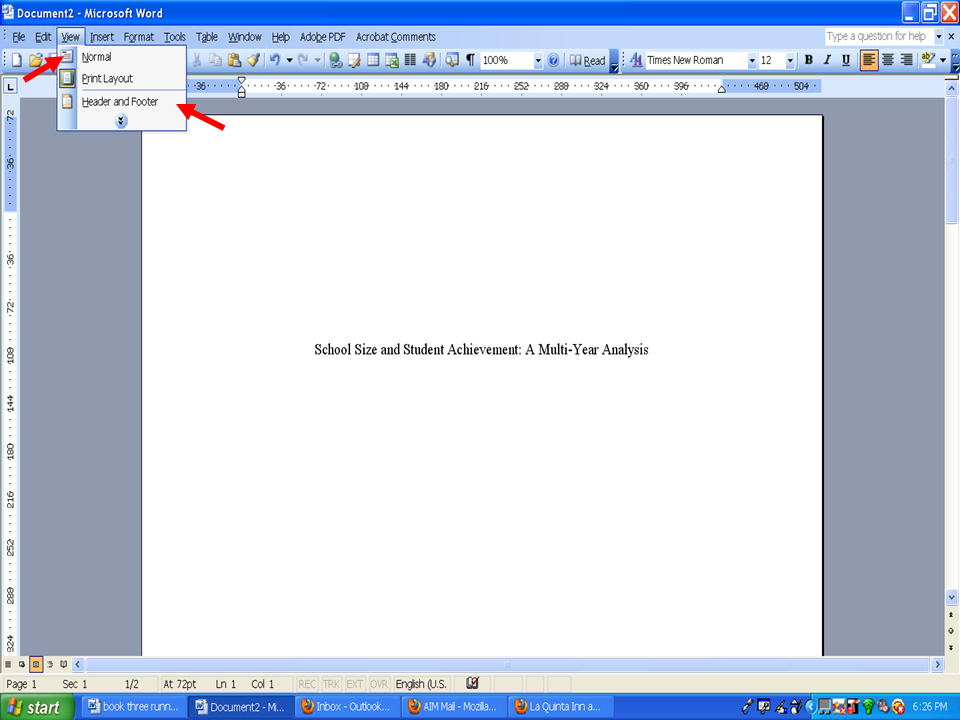 Document2 - Microsoft Word
File Edit View Insert Format Tools Table Window Help Adobe PDF Acrobat Comments Type a question for help
100% Read Times New Roman 12 B I U
Normal
Print Layout
Header and Footer
L 36 36 72 108 144 180 216 252 288 324 360 396 468 504
72
36
36
72
108
144
180
216
252
288
324
School Size and Student Achievement: A Multi-Year Analysis
Page 1 Sec 1 1/2 At 72pt Ln 1 Col 1 REC TRK EXT OVR English (U.S.
start book three runn... Document2 - Mi... Inbox - Outlook... AIM Mail - Mozilla... La Quinta Inn a... 6:26 PM